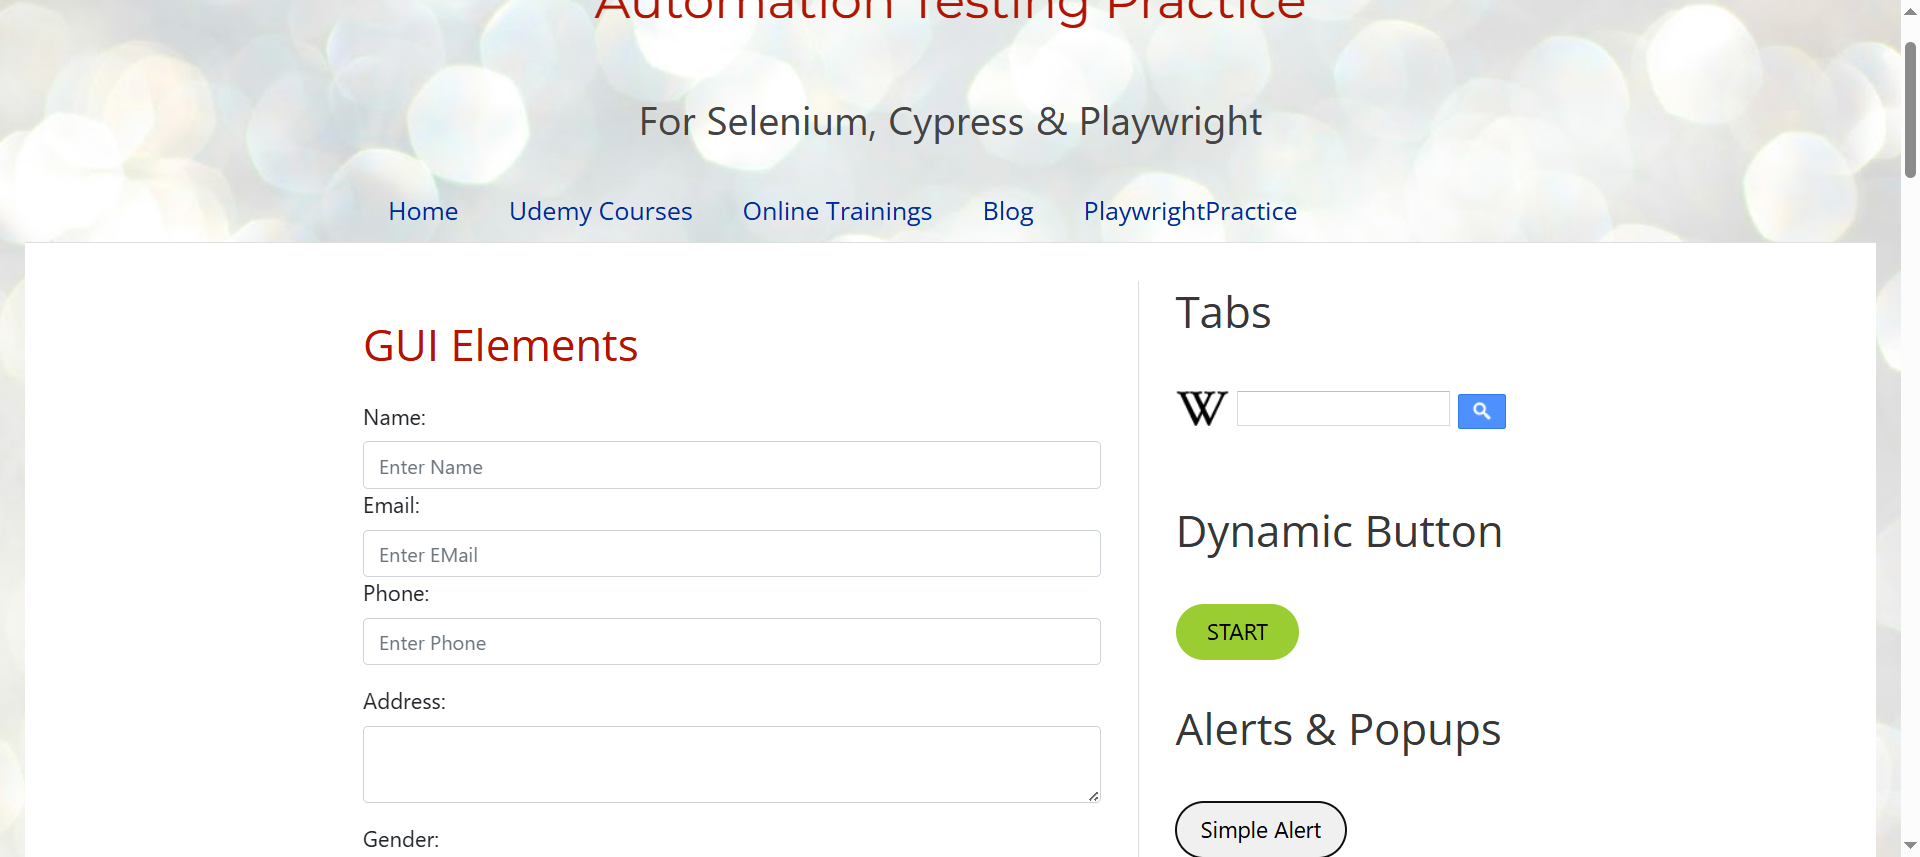 Automation Testing Practice
For Selenium, Cypress & Playwright
Home Udemy Courses Online Trainings Blog PlaywrightPractice
GUI Elements
Name:
Enter Name
Email:
Enter EMail
Phone:
Enter Phone
Address:
Gender:
Tabs
W
Dynamic Button
START
Alerts & Popups
Simple Alert